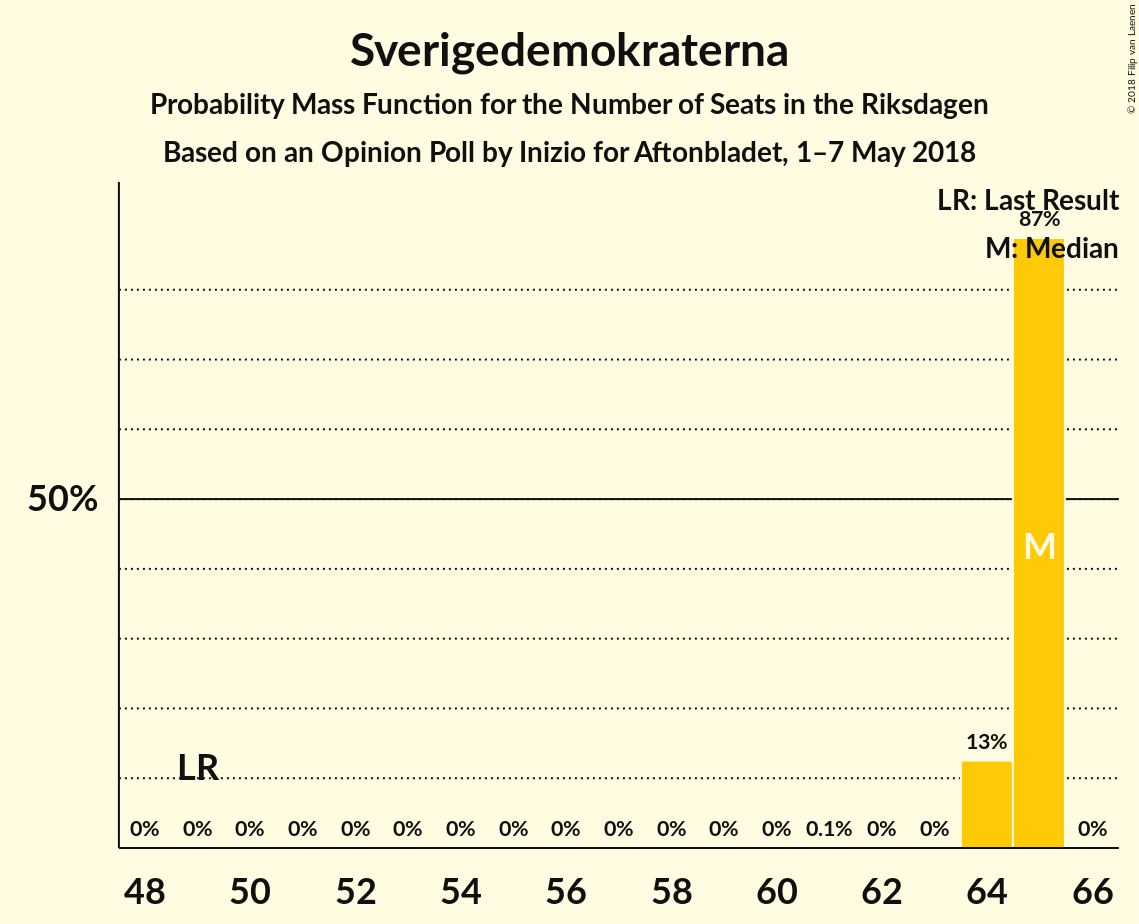 Sverigedemokraterna
Probability Mass Function for the Number of Seats in the Riksdagen
Based on an Opinion Poll by Inizio for Aftonbladet, 1–7 May 2018
© 2018 Filip van Laenen
LR: Last Result
87%
M: Median
50%
M
13%
LR
0% 0% 0% 0% 0% 0% 0% 0% 0% 0% 0% 0% 0% 0.1% 0% 0% 0%
48 50 52 54 56 58 60 62 64 66